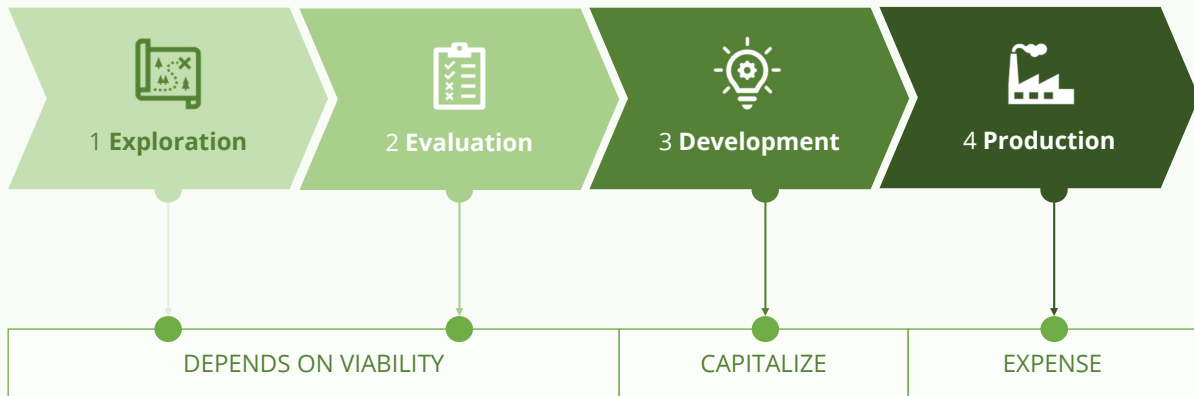 1 Exploration
2 Evaluation
3 Development
4 Production
DEPENDS ON VIABILITY
CAPITALIZE
EXPENSE